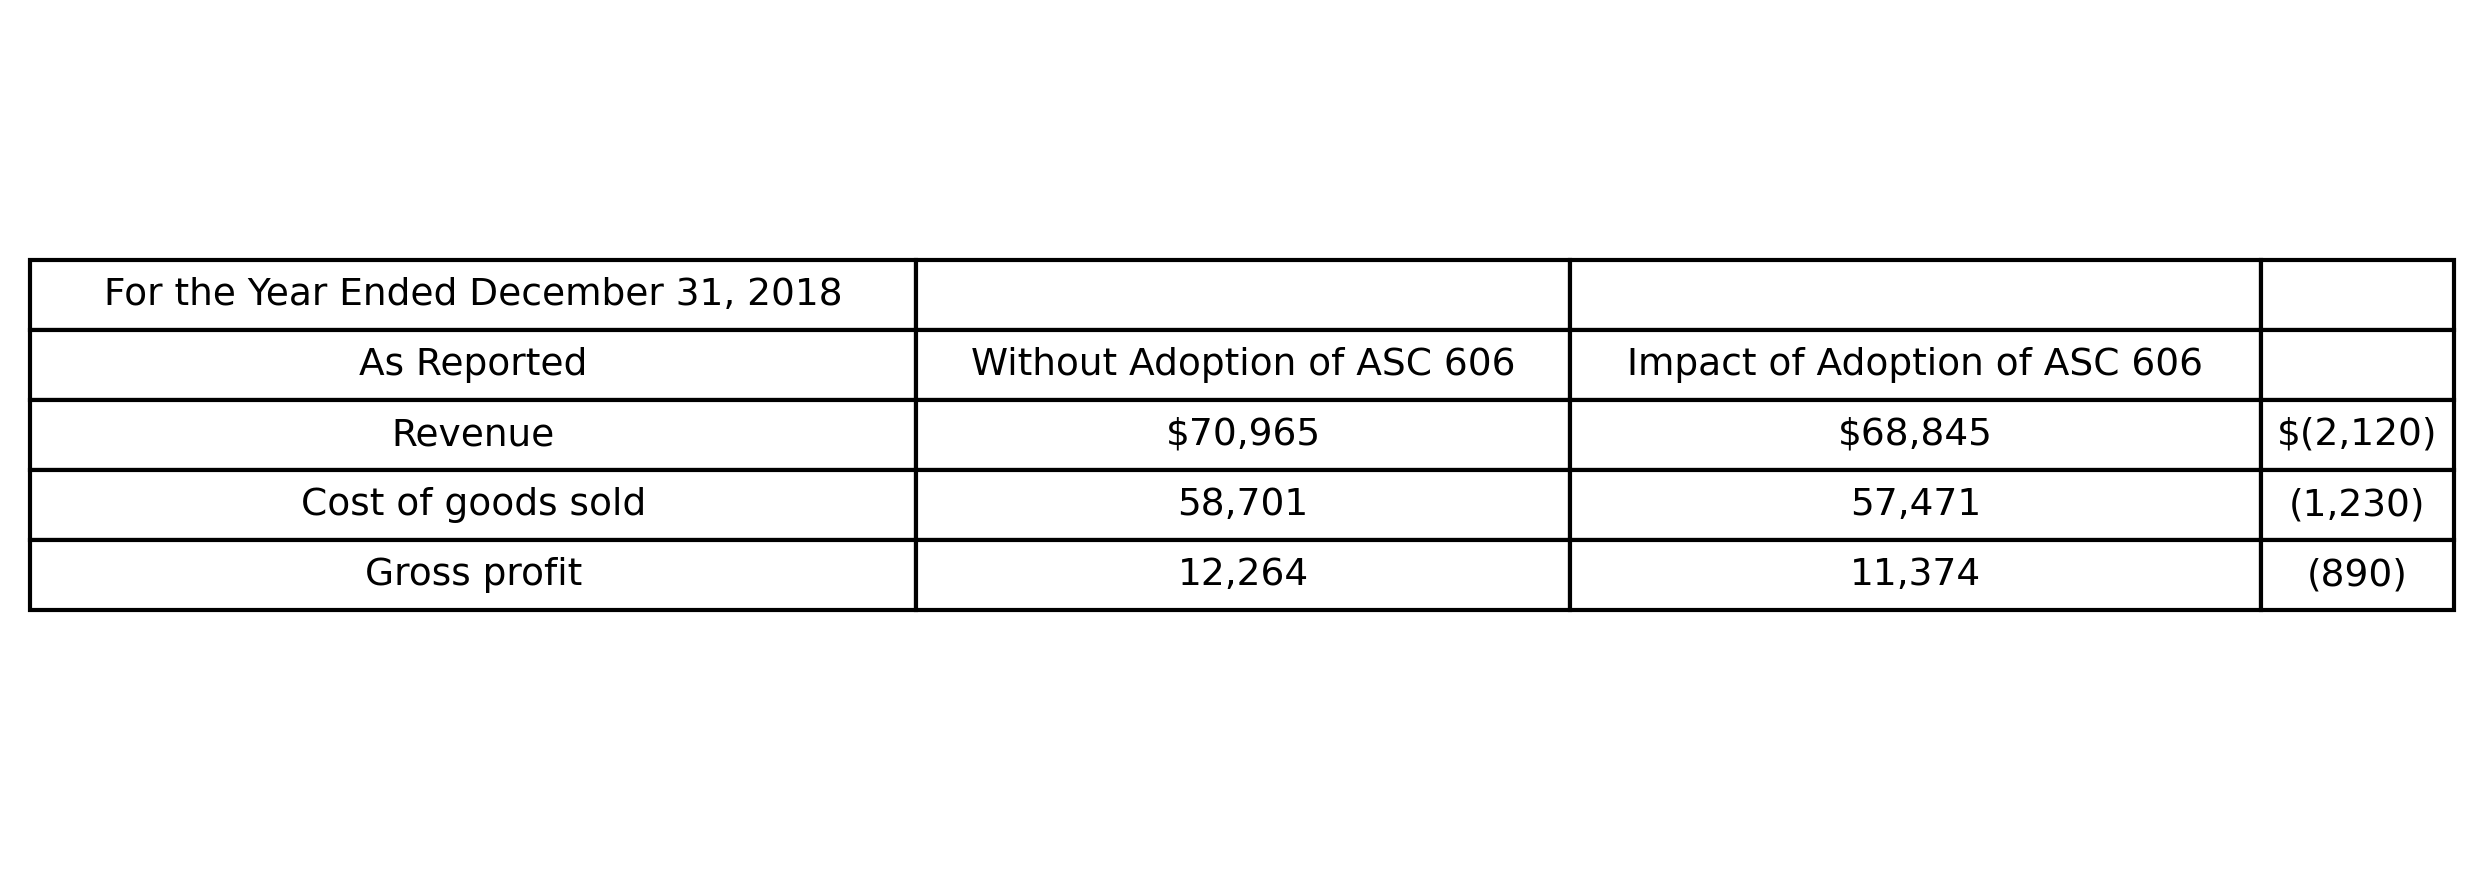 For the Year Ended December 31, 2018
As Reported Without Adoption of ASC 606 Impact of Adoption of ASC 606
Revenue $70,965 $68,845 $(2,120)
Cost of goods sold 58,701 57,471 (1,230)
Gross profit 12,264 11,374 (890)